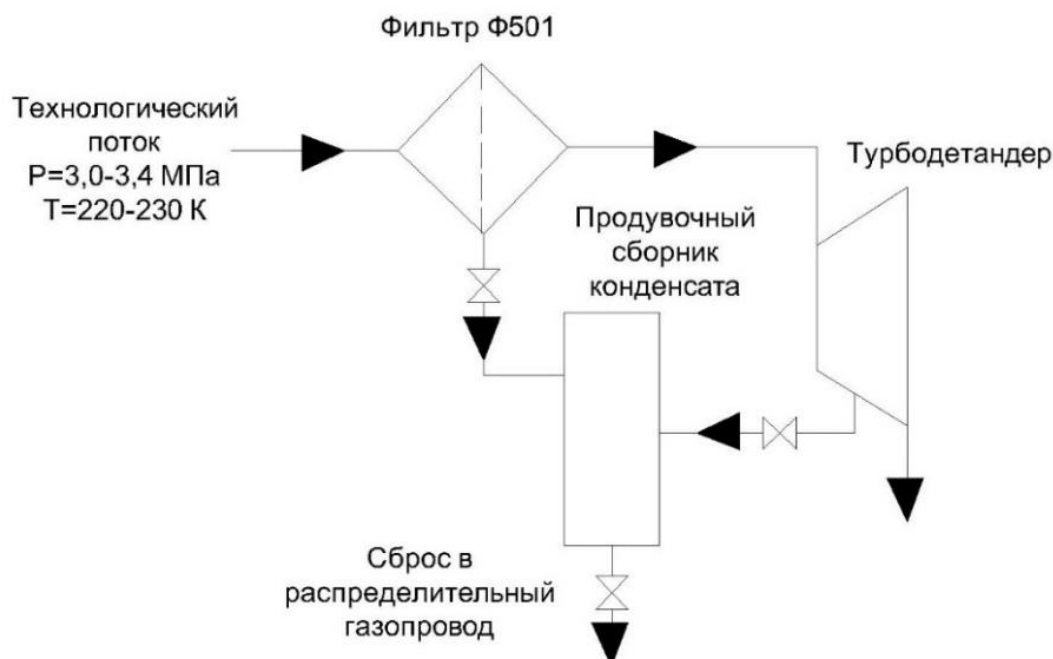 Фильтр Ф501
Технологический
поток
P=3,0-3,4 МПа
T=220-230 К
Турбодетандер
Продувочный
сборник
конденсата
Сброс в
распределительный
газопровод